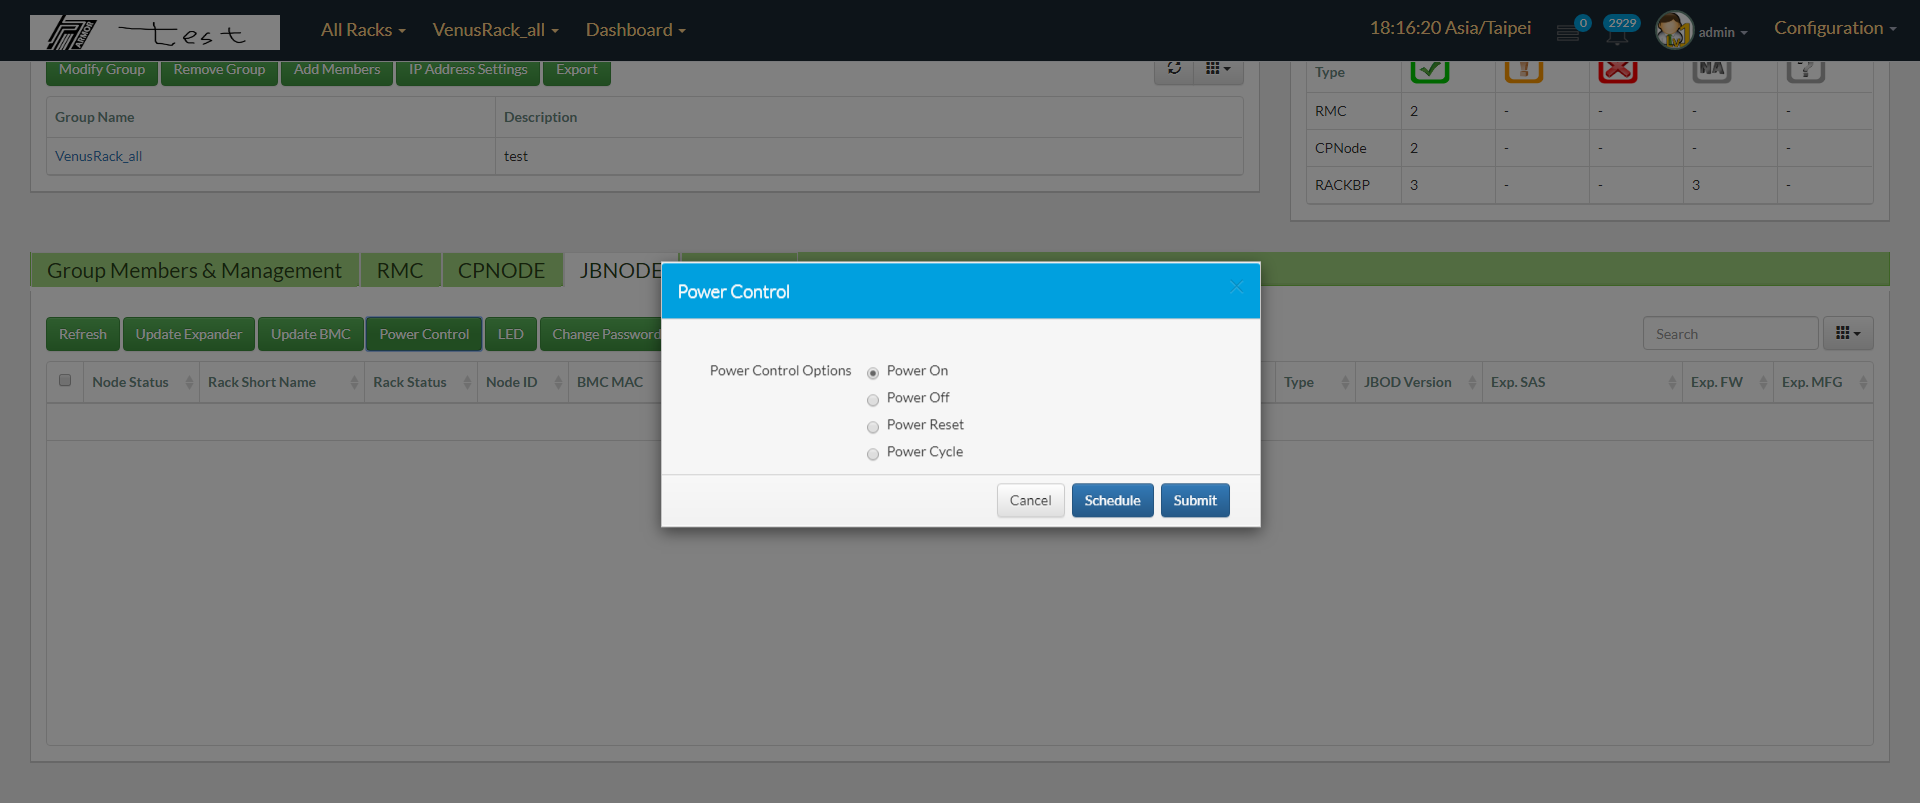 ARMOR test All Racks VenusRack_all Dashboard 18:16:20 Asia/Taipei 0 2929 admin Configuration
Modify Group Remove Group Add Members IP Address Settings Export
Type NA
Group Name Description
RMC 2 - - - -
VenusRack_all test
CPNode 2 - - - -
RACKBP 3 - - 3 -
Group Members & Management RMC CPNODE JBNODE
Power Control
Refresh Update Expander Update BMC Power Control LED Change Password Search
Node Status Rack Short Name Rack Status Node ID BMC MAC Type JBOD Version Exp. SAS Exp. FW Exp. MFG
Power Control Options Power On
Power Off
Power Reset
Power Cycle
Cancel Schedule Submit